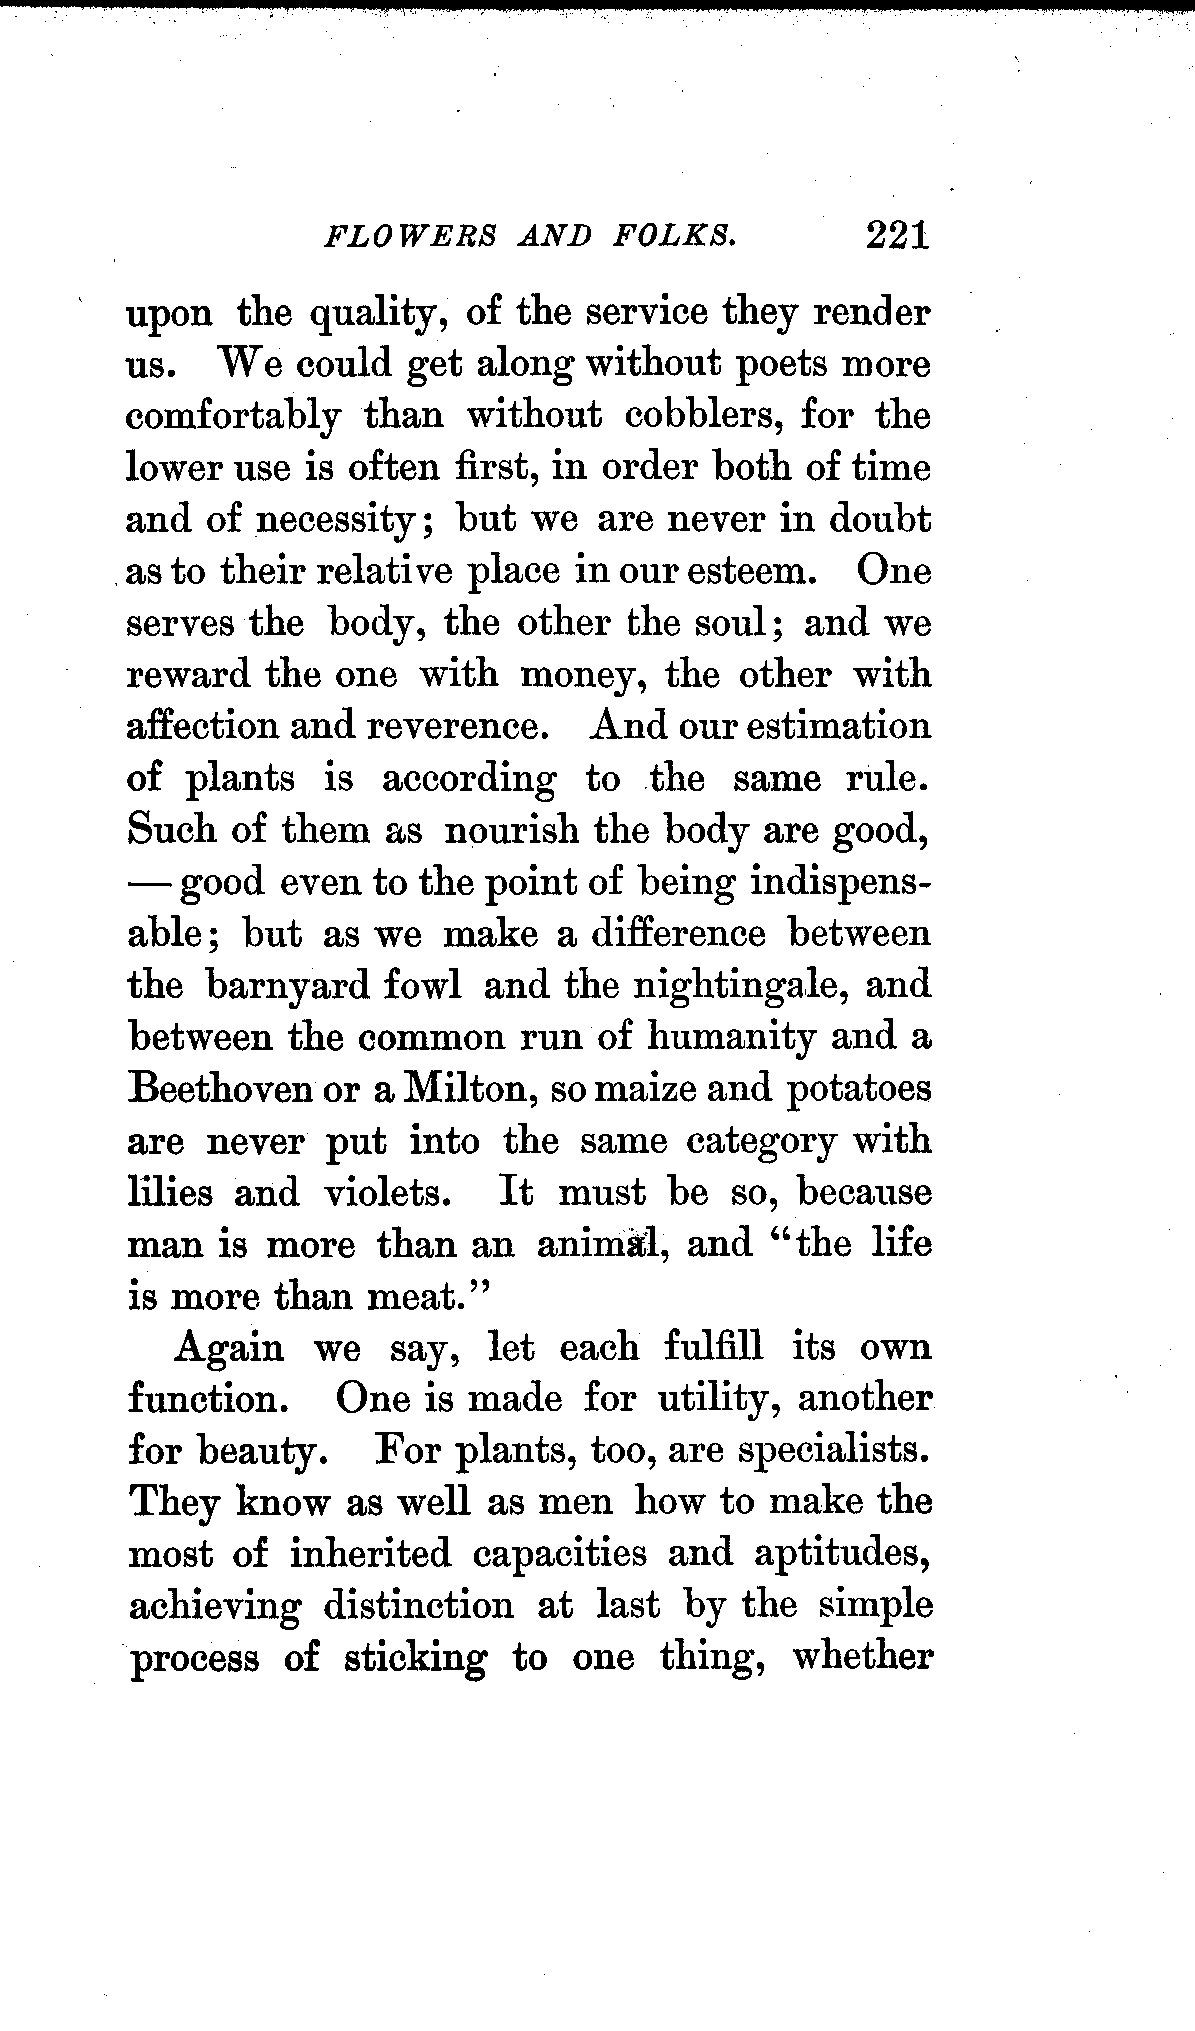 FLOWERS AND FOLKS. 221
upon the quality, of the service they render
us. We could get along without poets more
comfortably than without cobblers, for the
lower use is often first, in order both of time
and of necessity; but we are never in doubt
as to their relative place in our esteem. One
serves the body, the other the soul; and we
reward the one with money, the other with
affection and reverence. And our estimation
of plants is according to the same rule.
Such of them as nourish the body are good,
— good even to the point of being indispens-
able; but as we make a difference between
the barnyard fowl and the nightingale, and
between the common run of humanity and a
Beethoven or a Milton, so maize and potatoes
are never put into the same category with
lilies and violets. It must be so, because
man is more than an animal, and "the life
is more than meat."
Again we say, let each fulfill its own
function. One is made for utility, another
for beauty. For plants, too, are specialists.
They know as well as men how to make the
most of inherited capacities and aptitudes,
achieving distinction at last by the simple
process of sticking to one thing, whether